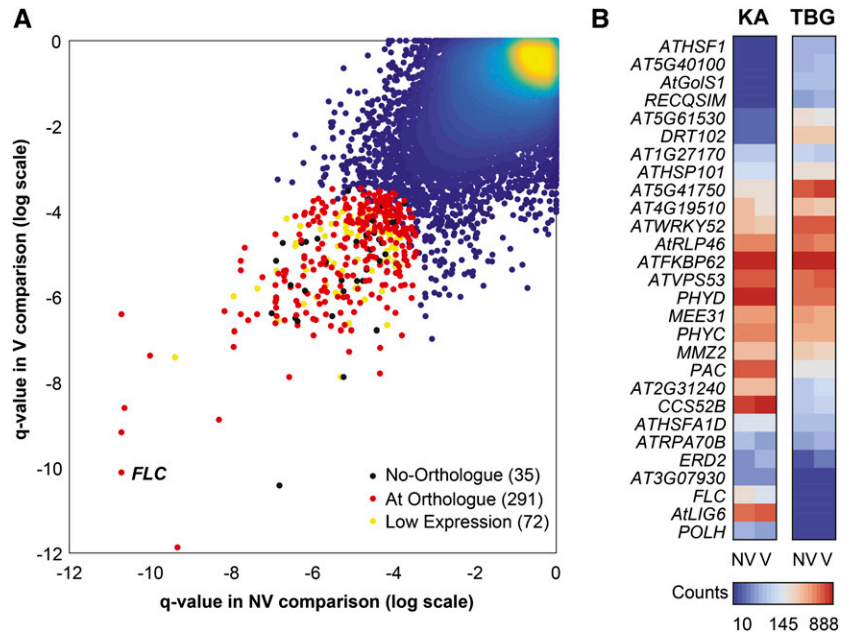 A
q-value in V comparison (log scale)
0
-2
-4
-6
-8
-10
-12
FLC
No-Orthologue (35)
At Orthologue (291)
Low Expression (72)
-12 -10 -8 -6 -4 -2 0
q-value in NV comparison (log scale)
B
KA TBG
ATHSF1
AT5G40100
AtGolS1
RECQSIM
AT5G61530
DRT102
AT1G27170
ATHSP101
AT5G41750
AT4G19510
ATWRKY52
AtRLP46
ATFKBP62
ATVPS53
PHYD
MEE31
PHYC
MMZ2
PAC
AT2G31240
CCS52B
ATHSFA1D
ATRPA70B
ERD2
AT3G07930
FLC
AtLIG6
POLH
NV V NV V
Counts
10 145 888